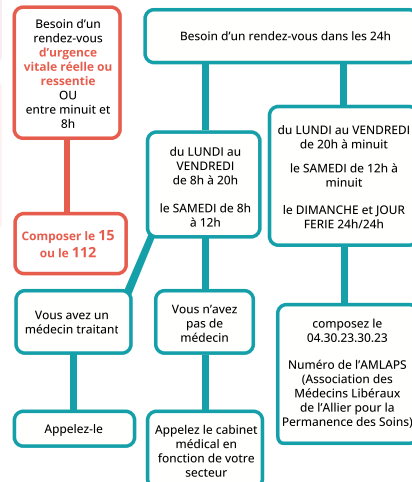 Besoin d'un
rendez-vous
d'urgence
vitale réelle ou
ressentie
OU
entre minuit et
8h
Composer le 15
ou le 112
Besoin d'un rendez-vous dans les 24h
du LUNDI au
VENDREDI
de 8h à 20h
le SAMEDI de 8h
à 12h
du LUNDI au VENDREDI
de 20h à minuit
le SAMEDI de 12h à
minuit
le DIMANCHE et JOUR
FERIE 24h/24h
Vous avez un
médecin traitant
Appelez-le
Vous n'avez
pas de
médecin
Appelez le cabinet
médical en
fonction de votre
secteur
composez le
04.30.23.30.23
Numéro de l'AMLAPS
(Association des
Médecins Libéraux
de l'Allier pour la
Permanence des Soins)